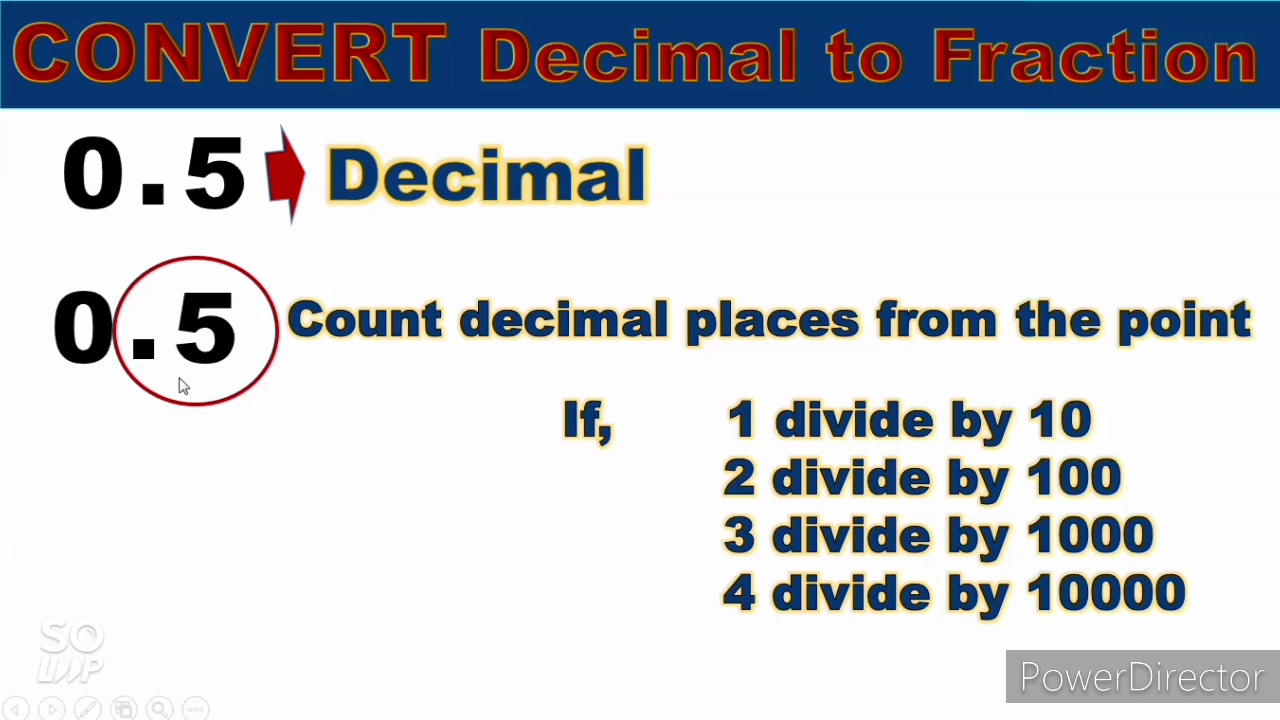 CONVERT Decimal to Fraction
0.5 Decimal
0.5 Count decimal places from the point
If, 1 divide by 10
2 divide by 100
3 divide by 1000
4 divide by 10000
SO
PowerDirector